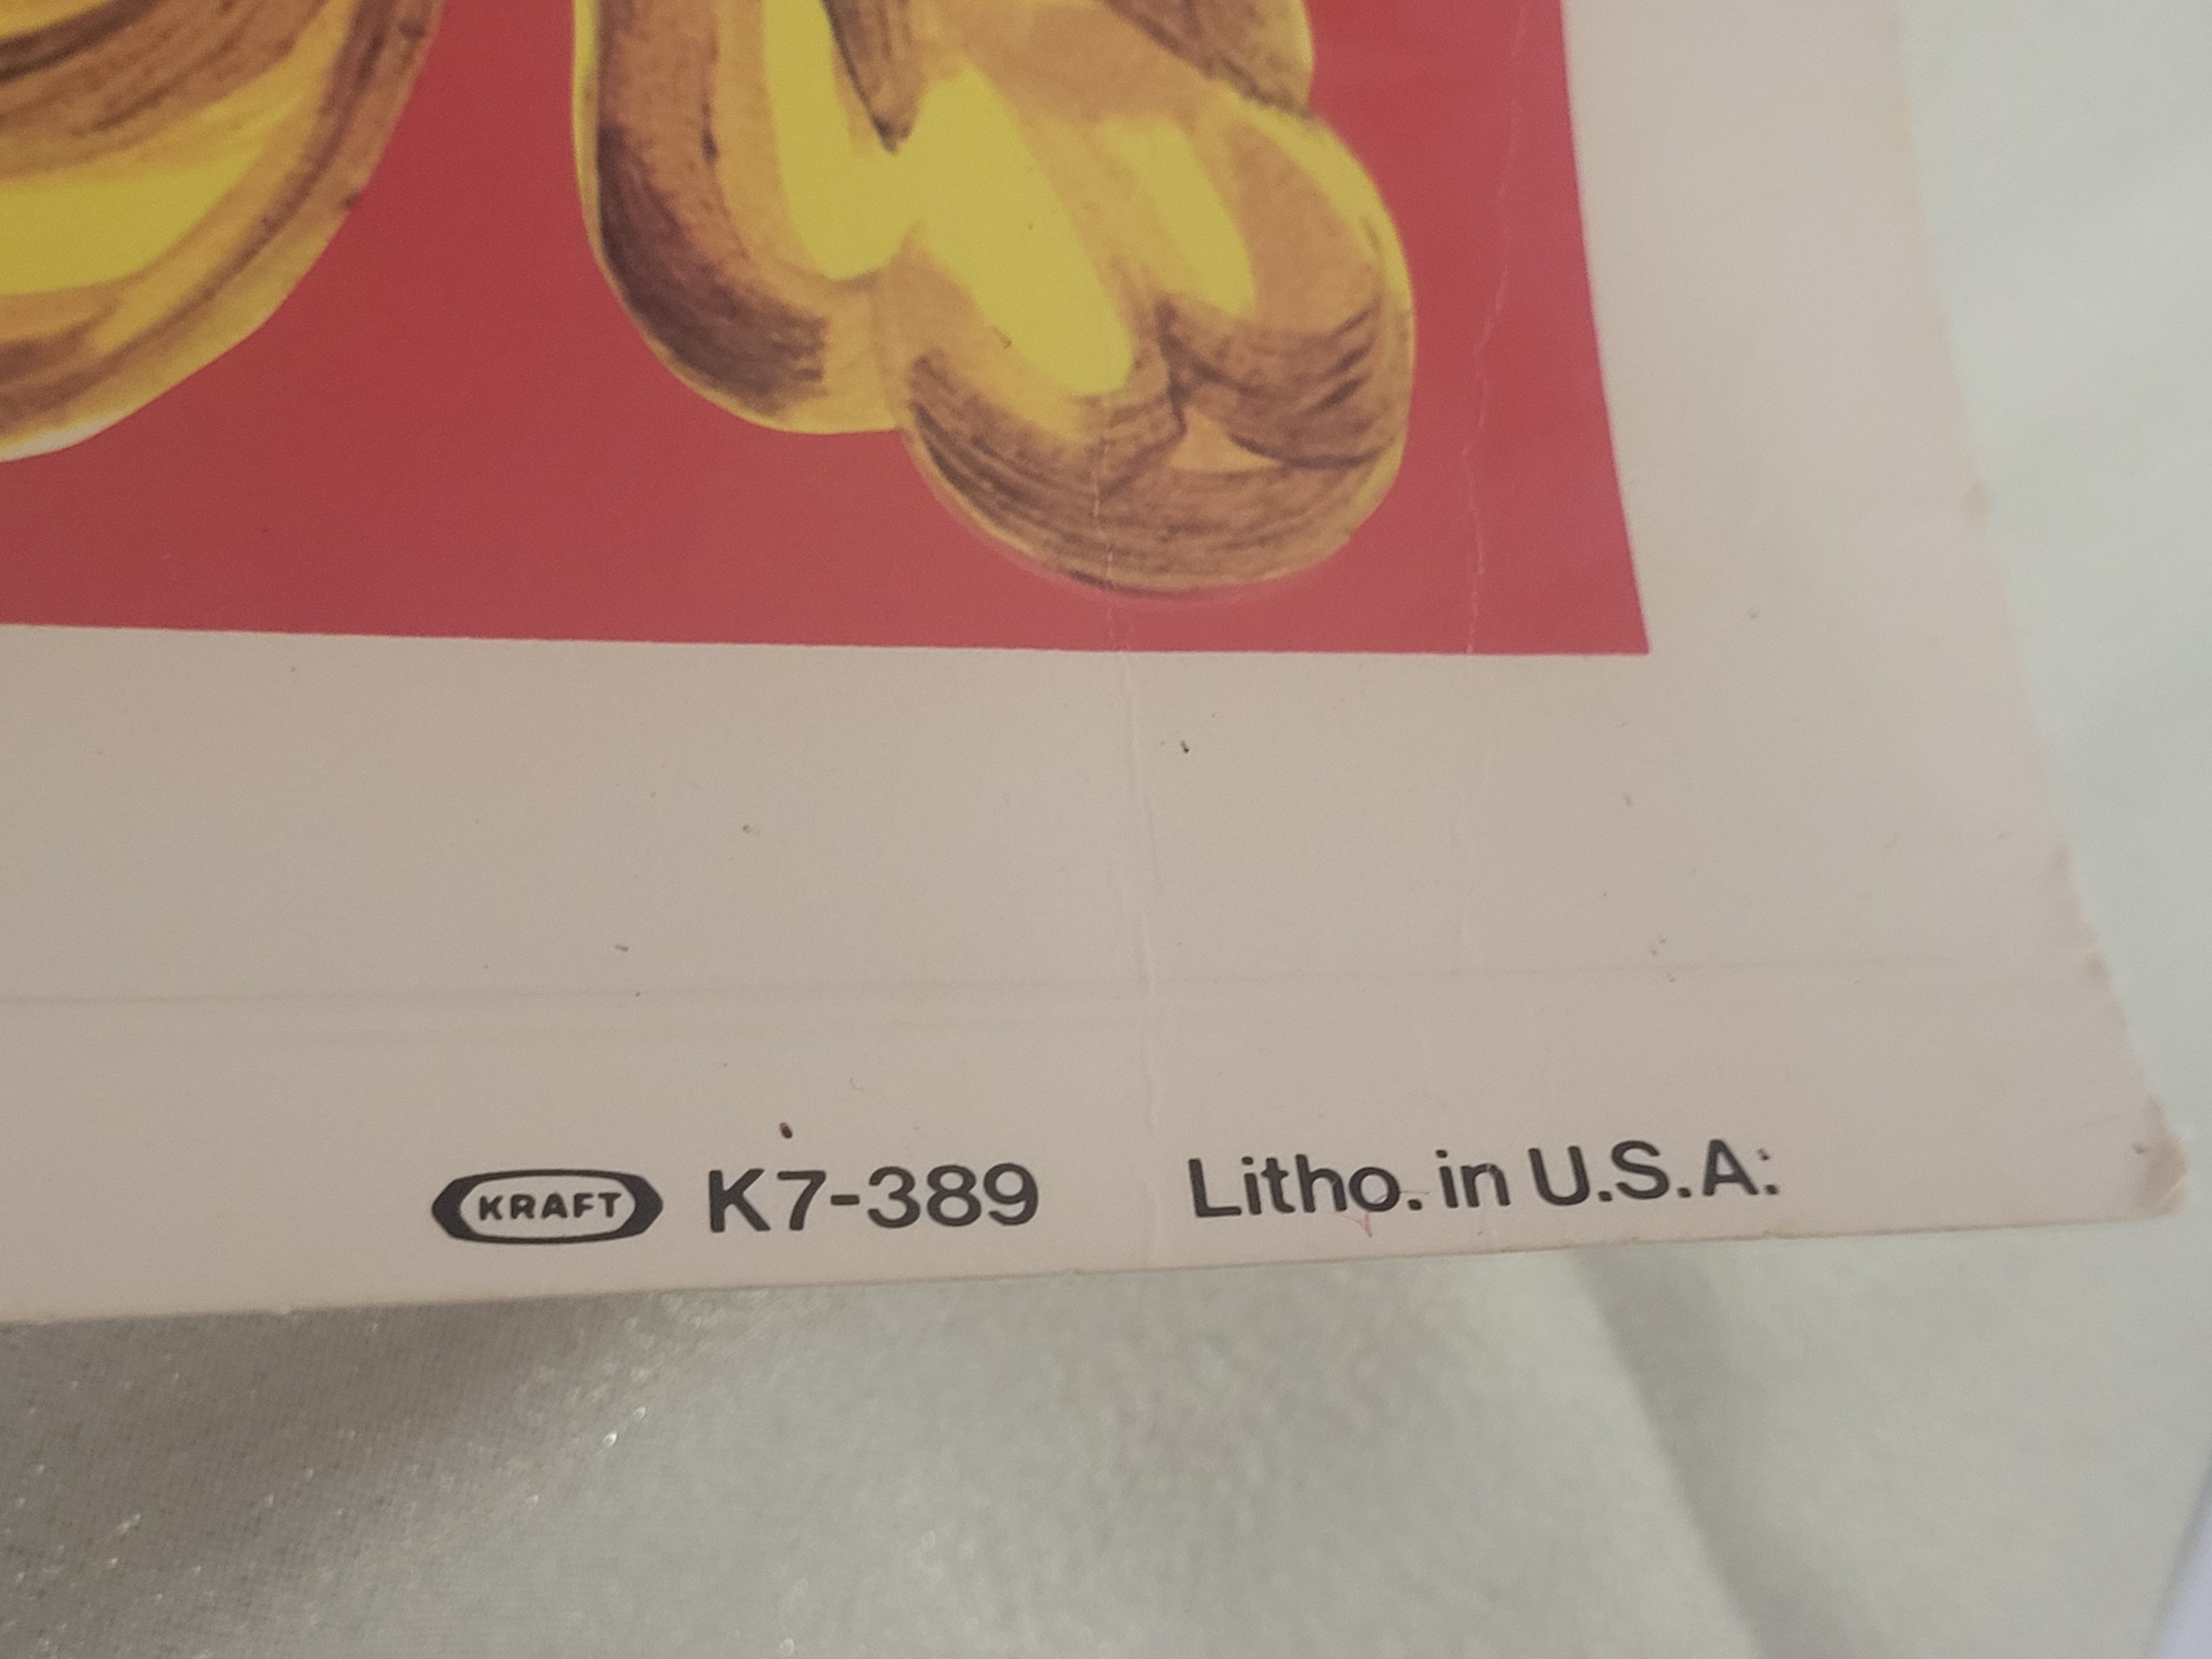 KRAFT K7-389 Litho. in U.S.A.